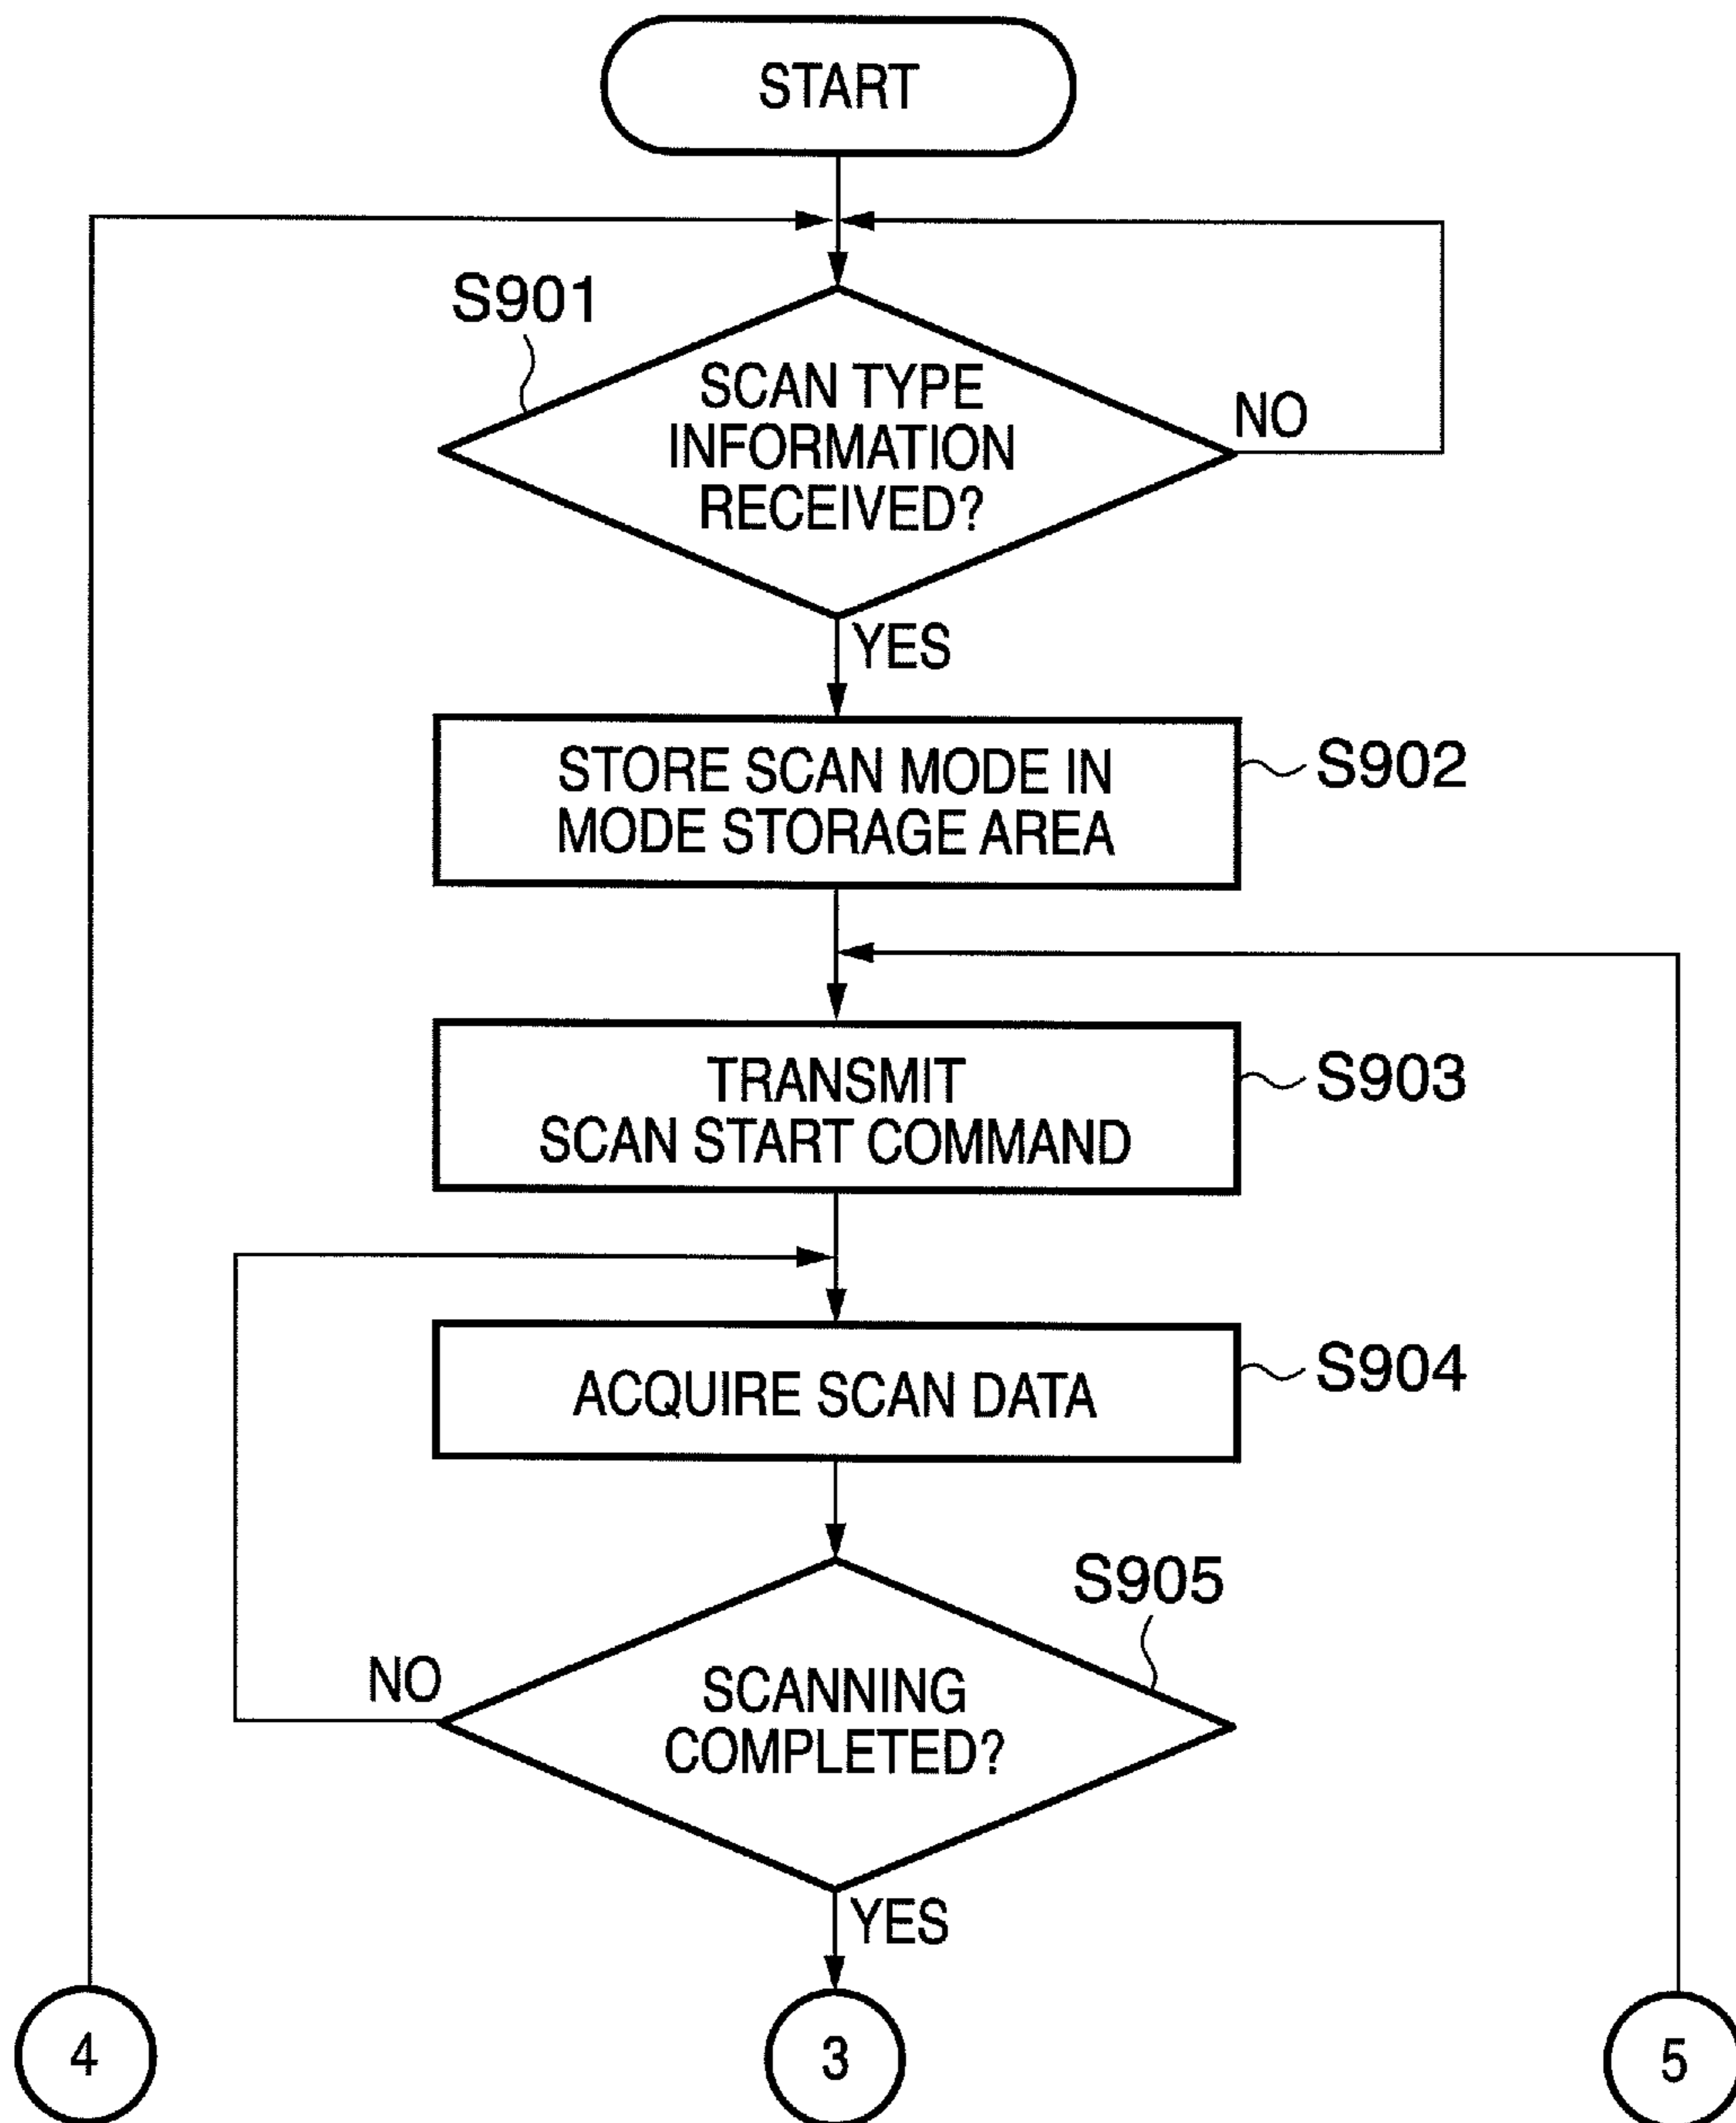 START
S901
SCAN TYPE
INFORMATION
RECEIVED?
NO
YES
STORE SCAN MODE IN
MODE STORAGE AREA
S902
TRANSMIT
SCAN START COMMAND
S903
ACQUIRE SCAN DATA
S904
S905
NO
SCANNING
COMPLETED?
YES
4
3
5